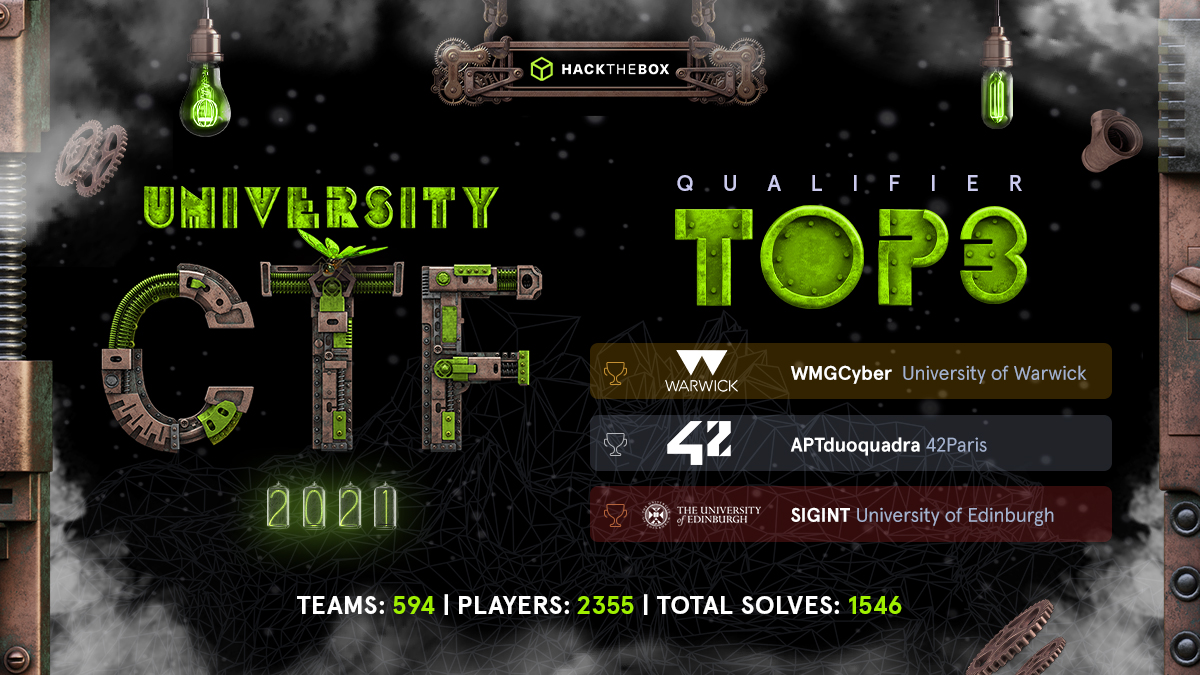 HACKTHEBOX
UNIVERSITY
CTF
2021
QUALIFIER
TOP3
WARWICK
WMGCyber University of Warwick
42
APTduoquadra 42Paris
THE UNIVERSITY
of EDINBURGH
SIGINT University of Edinburgh
TEAMS: 594 | PLAYERS: 2355 | TOTAL SOLVES: 1546